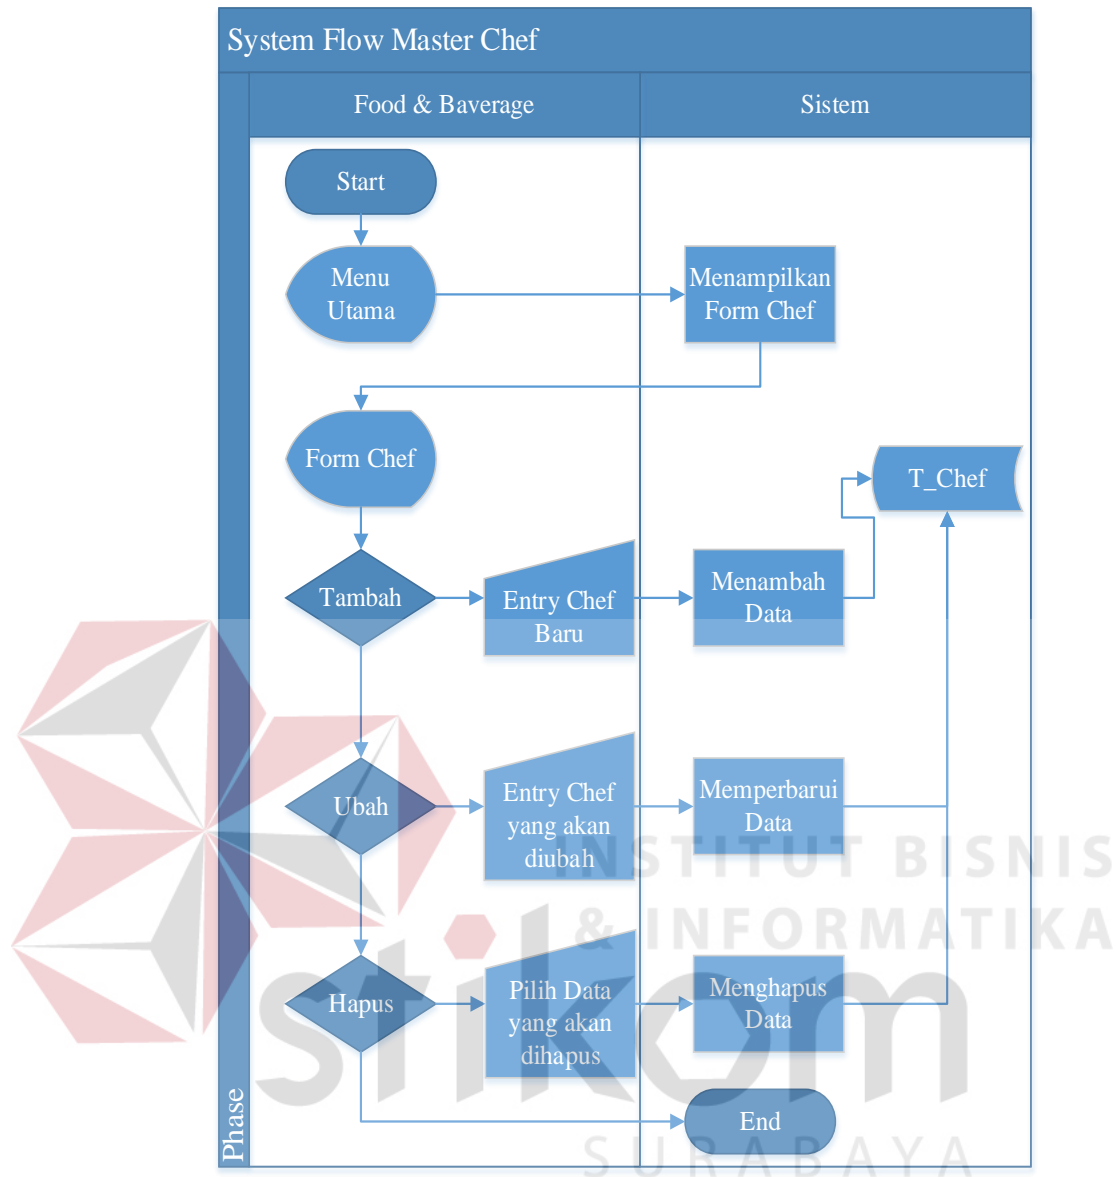 System Flow Master Chef
Food & Baverage
Sistem
Start
Menu
Utama
Menampilkan
Form Chef
Form Chef
T_Chef
Tambah
Entry Chef
Baru
Menambah
Data
Ubah
Entry Chef
yang akan
diubah
Memperbarui
Data
Hapus
Pilih Data
yang akan
dihapus
Menghapus
Data
End
Phase
INSTITUT BISNIS
& INFORMATIKA
stikom
SURABAYA